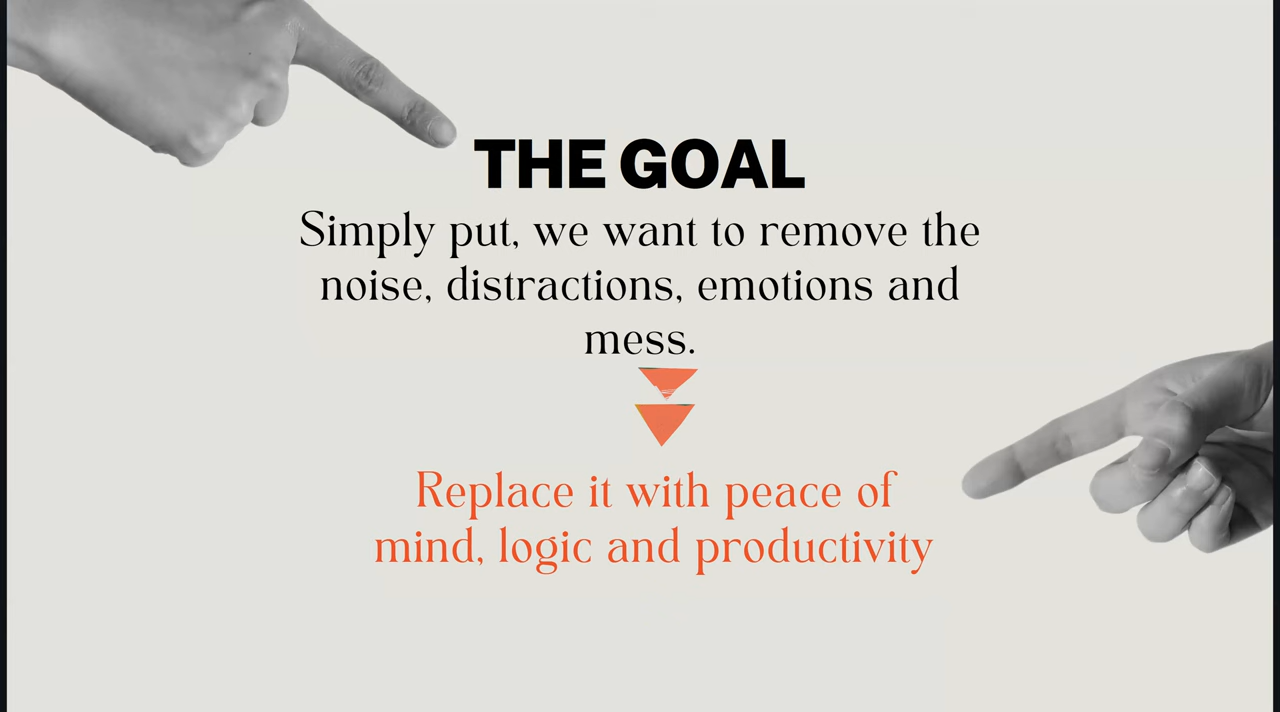 THE GOAL
Simply put, we want to remove the
noise, distractions, emotions and
mess.
Replace it with peace of
mind, logic and productivity